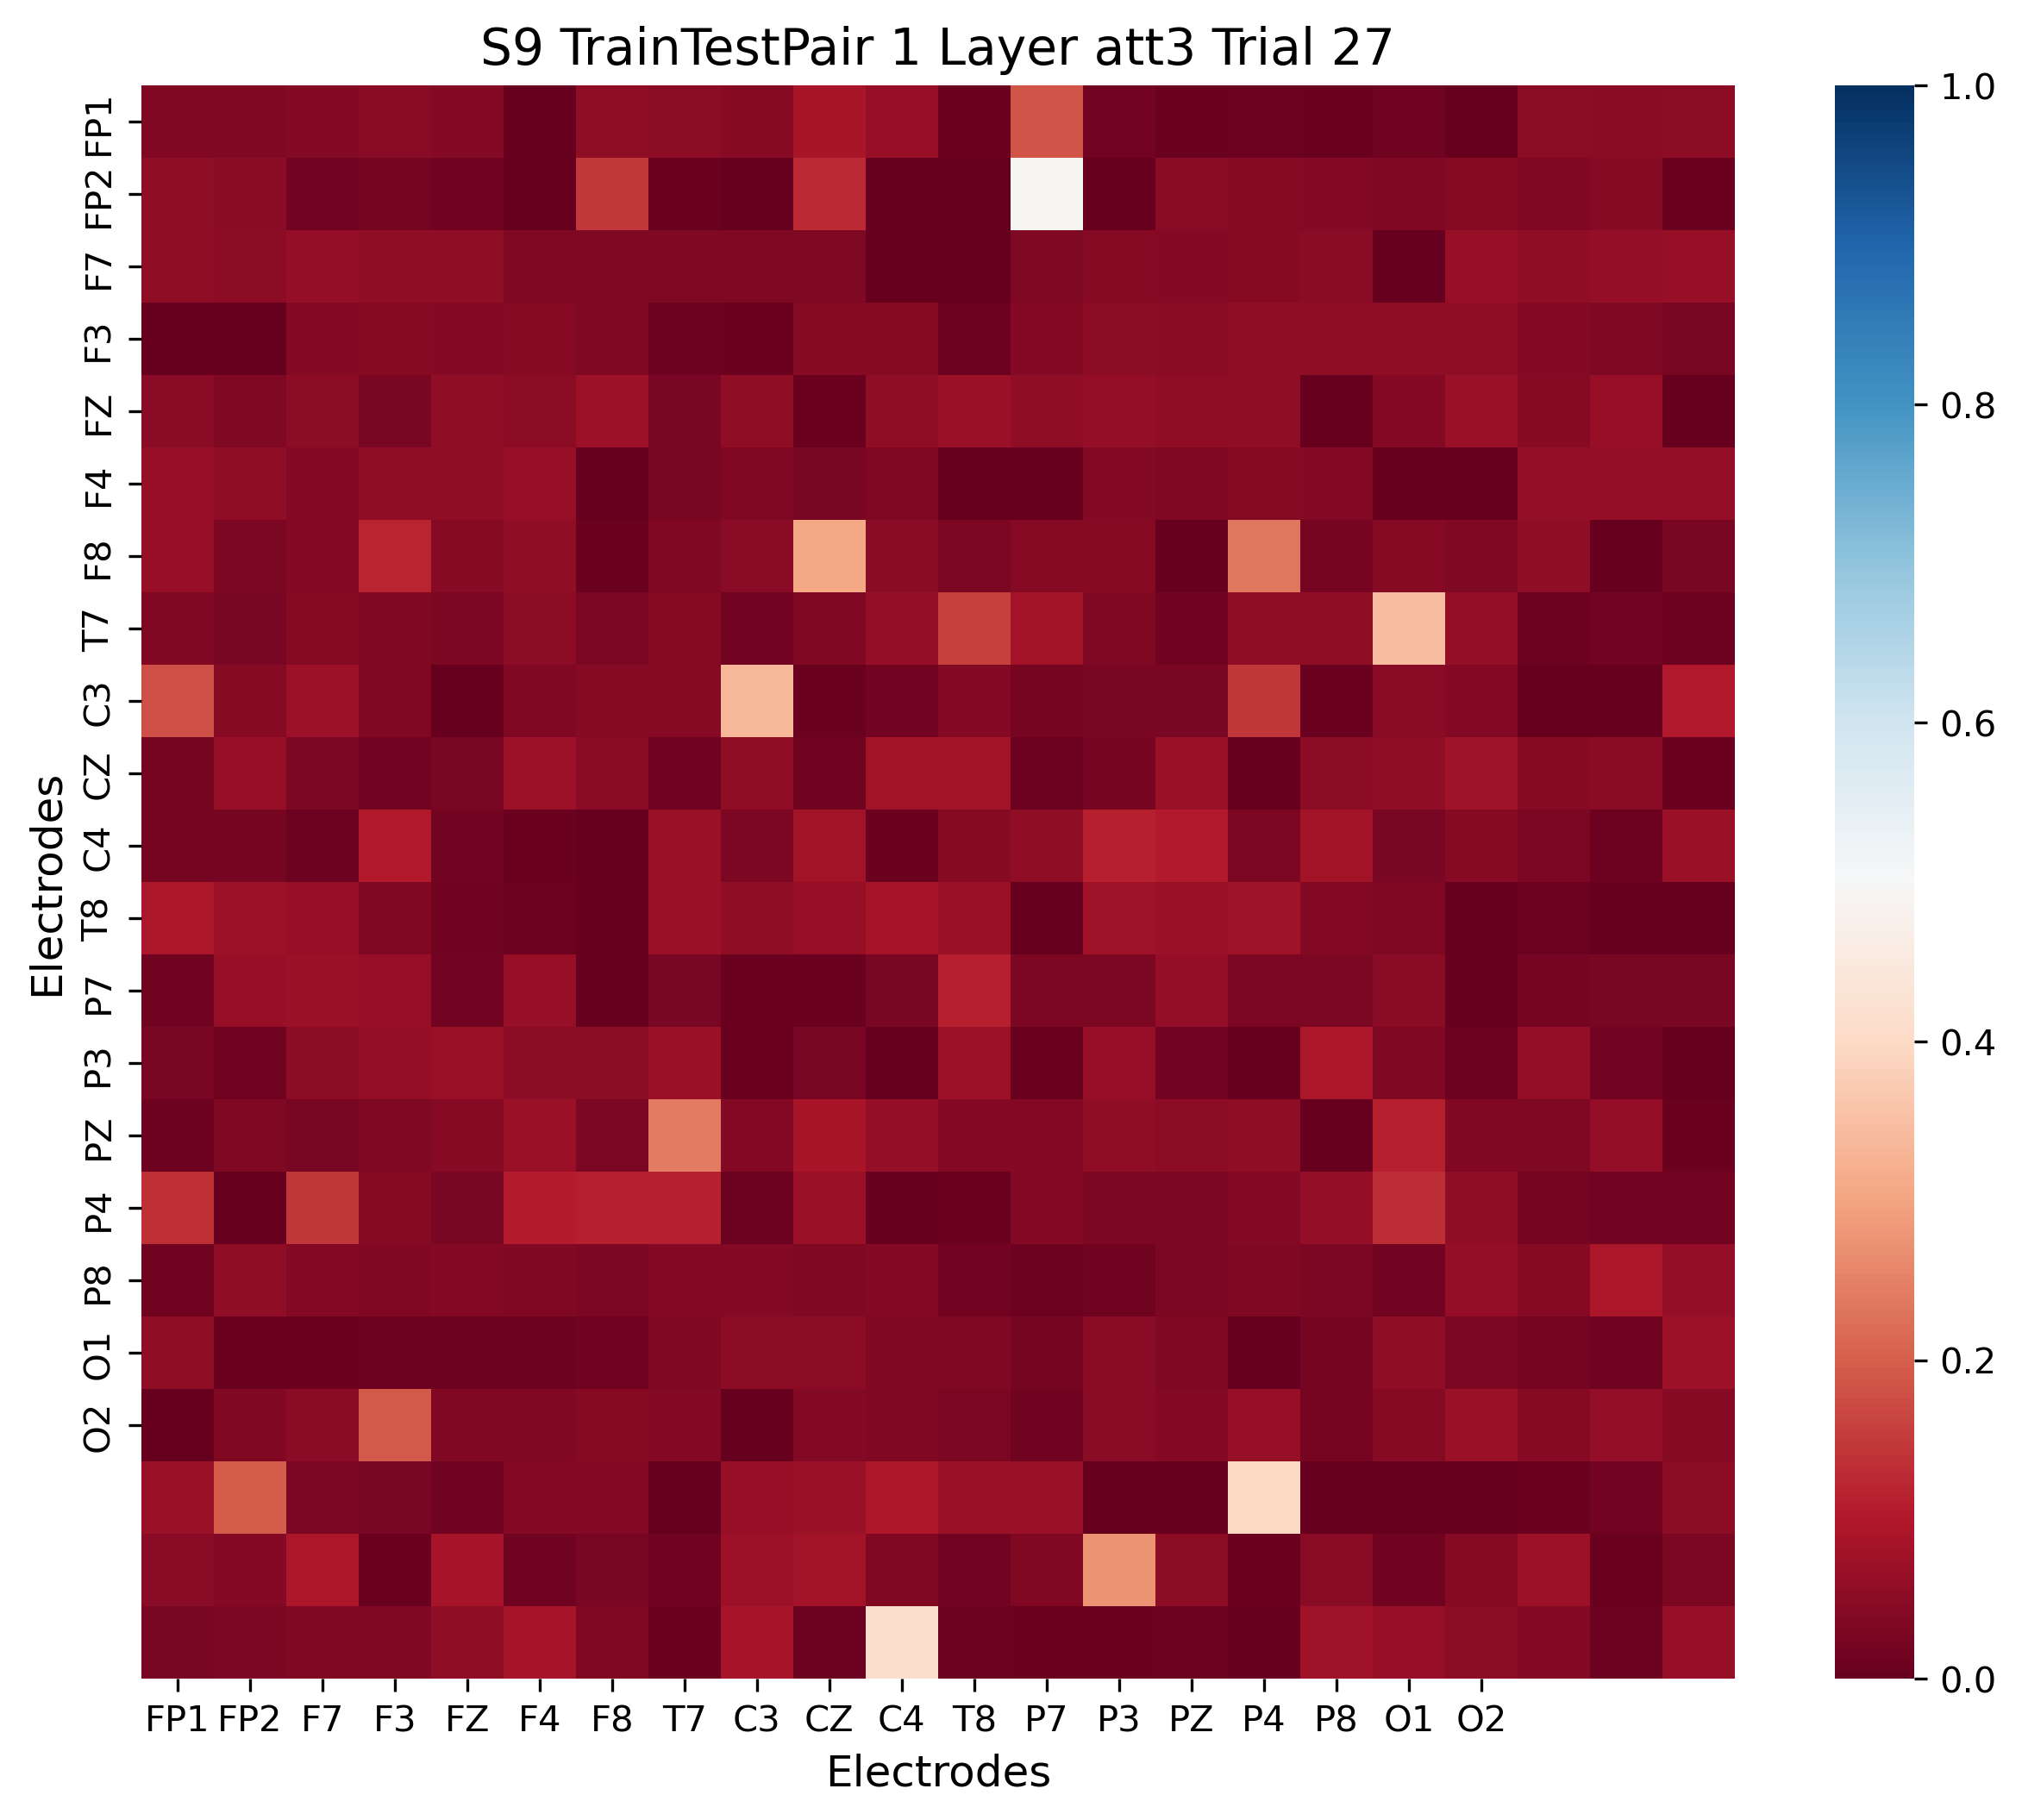 S9 TrainTestPair 1 Layer att3 Trial 27
Electrodes
FP1
FP2
F7
F3
FZ
F4
F8
T7
C3
CZ
C4
T8
P7
P3
PZ
P4
P8
O1
O2
FP1 FP2 F7 F3 FZ F4 F8 T7 C3 CZ C4 T8 P7 P3 PZ P4 P8 O1 O2
Electrodes
1.0
0.8
0.6
0.4
0.2
0.0